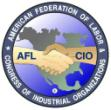 AMERICAN FEDERATION OF LABOR &
CONGRESS OF INDUSTRIAL ORGANIZATIONS
AFL CIO